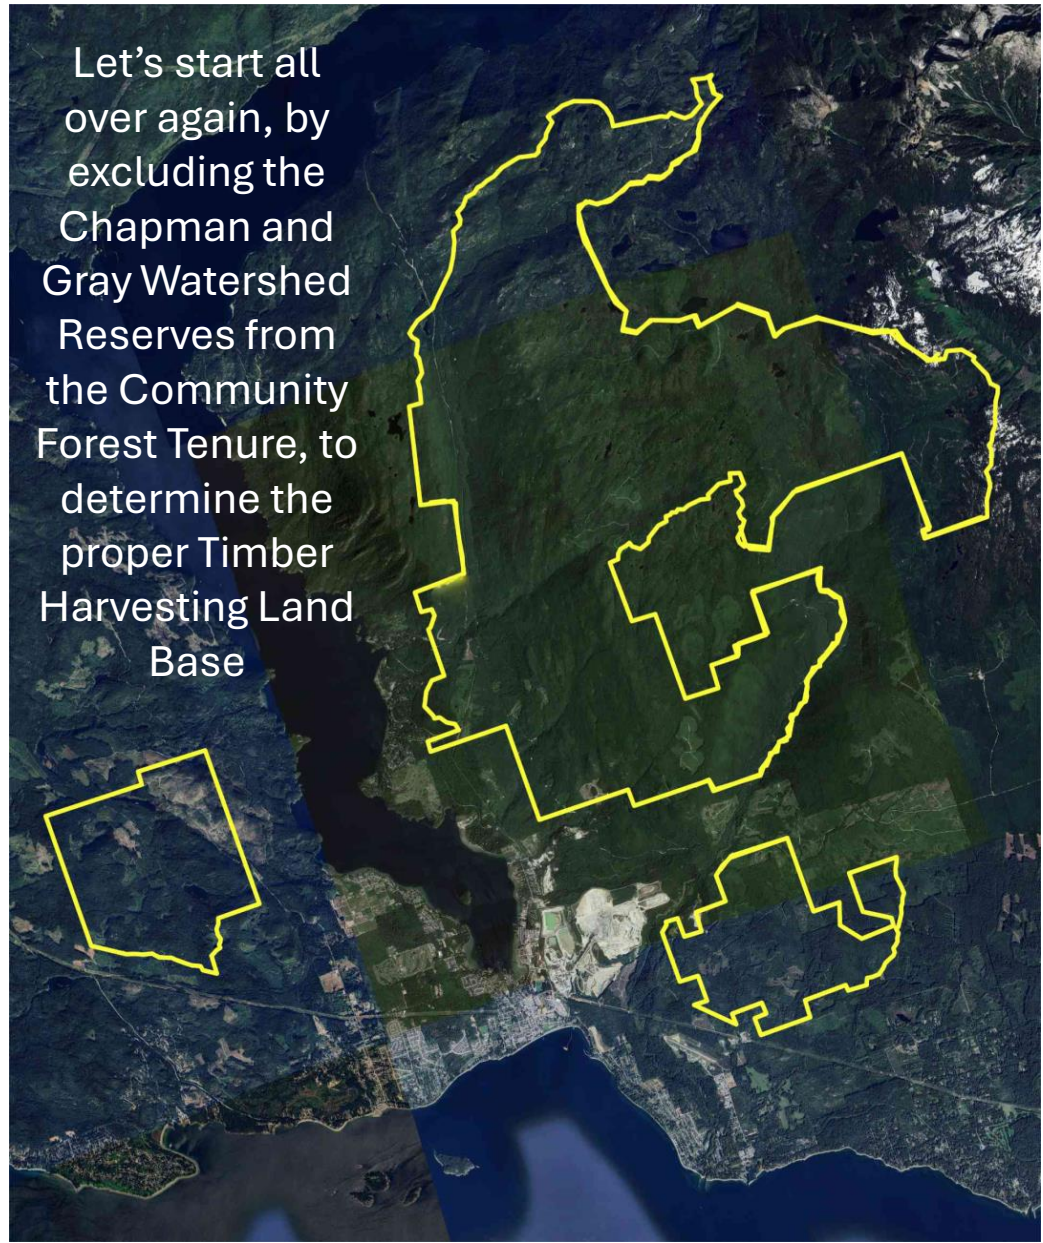 Let’s start all
over again, by
excluding the
Chapman and
Gray Watershed
Reserves from
the Community
Forest Tenure, to
determine the
proper Timber
Harvesting Land
Base